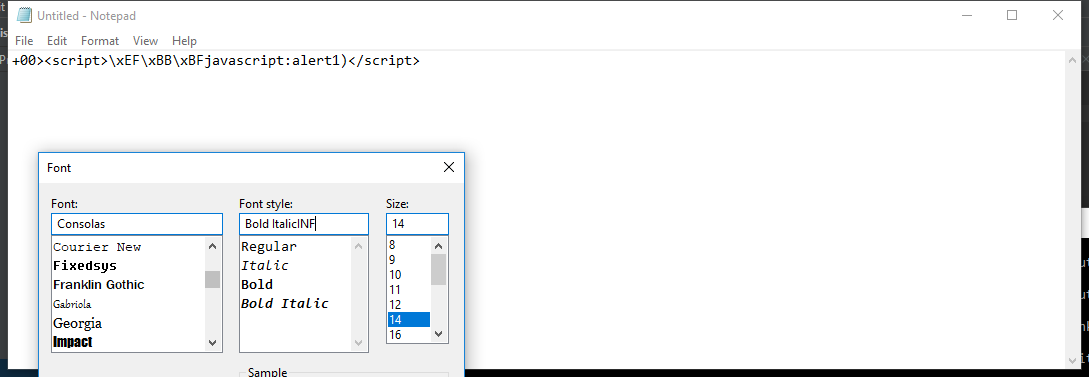 Untitled - Notepad
File Edit Format View Help
+00><script>\xEF\xBB\xBFjavascript:alert1)</script>
Font
Font: Font style: Size:
Consolas Bold ItalicINF 14
Courier New Regular 8
Fixedsys Italic 9
Franklin Gothic Bold 10
Gabriola Bold Italic 11
Georgia 12
Impact 14
16
Sample